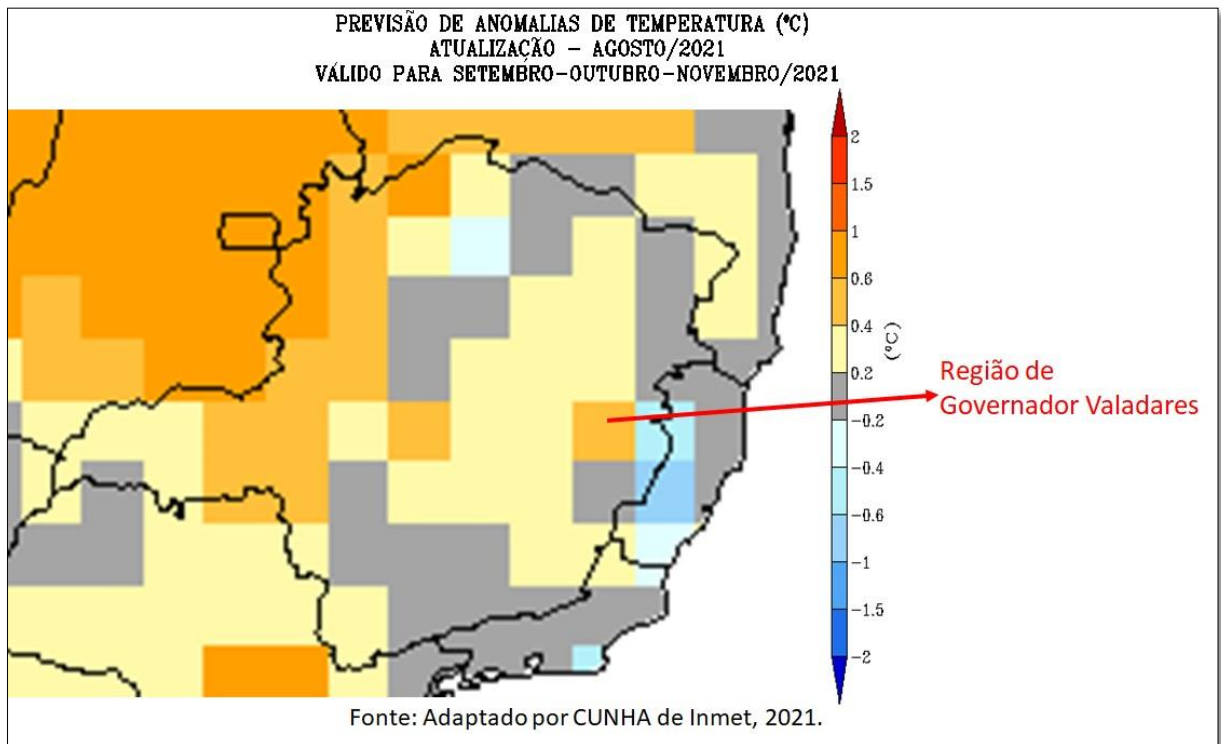 PREVISÃO DE ANOMALIAS DE TEMPERATURA (°C)
ATUALIZAÇÃO – AGOSTO/2021
VÁLIDO PARA SETEMBRO-OUTUBRO-NOVEMBRO/2021
2
1.5
1
0.6
0.4
(°C)
0.2
-0.2
-0.4
-0.6
-1
-1.5
-2
Região de
Governador Valadares
Fonte: Adaptado por CUNHA de Inmet, 2021.